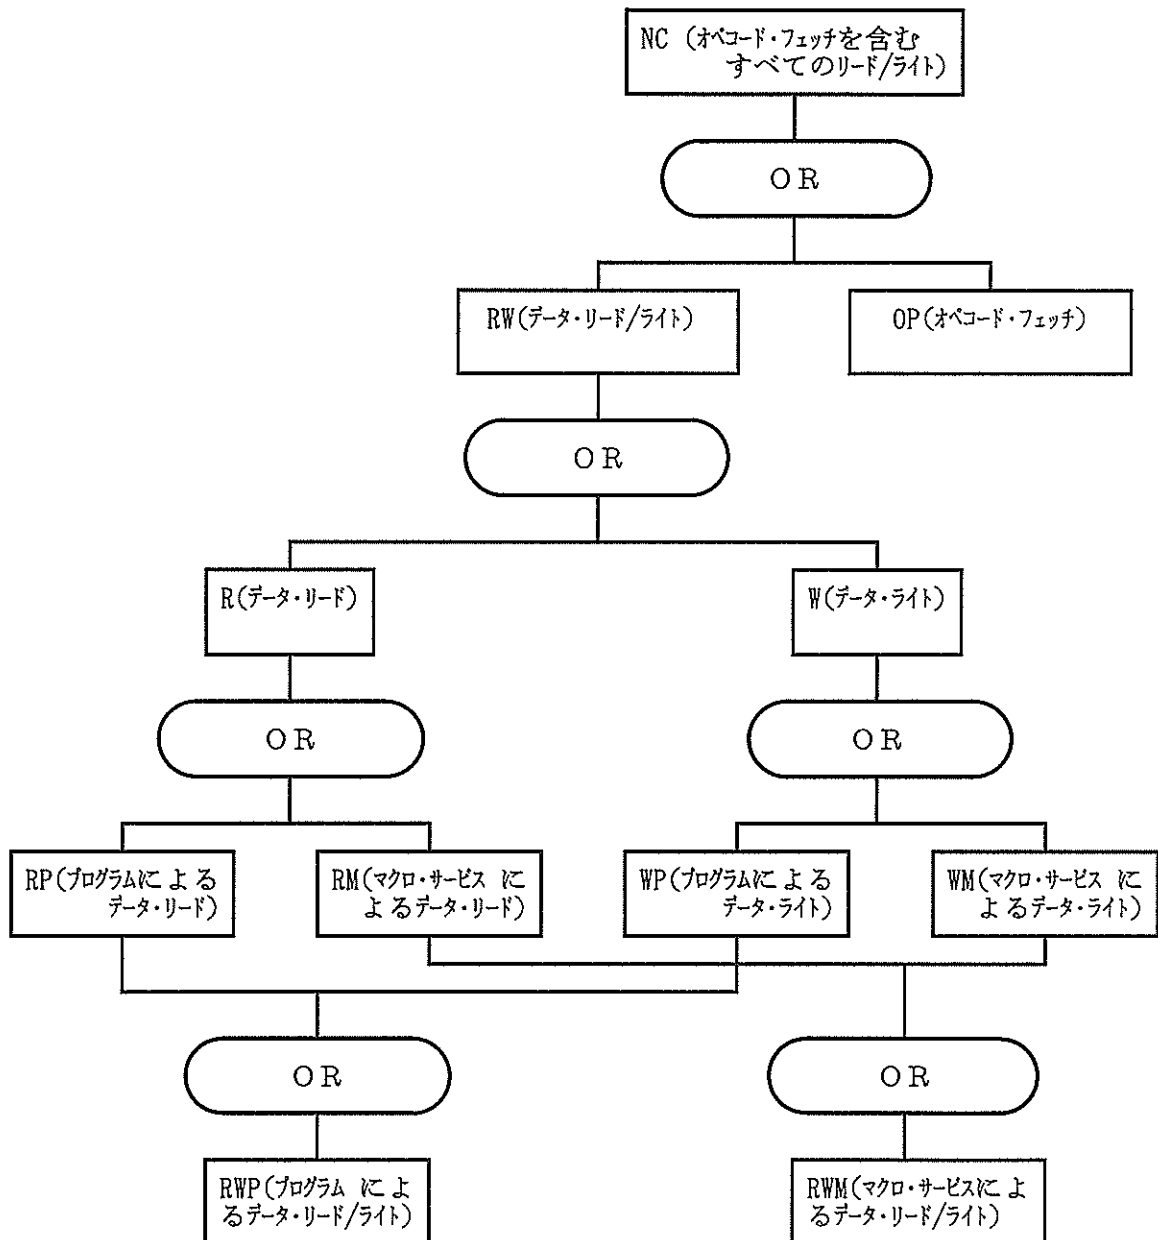 NC (オペコード・フェッチを含む
すべてのリード/ライト)
OR
RW(データ・リード/ライト)
OP(オペコード・フェッチ)
OR
R(データ・リード)
W(データ・ライト)
OR
OR
RP(プログラムによる
データ・リード)
RM(マクロ・サービスに
よるデータ・リード)
WP(プログラムによる
データ・ライト)
WM(マクロ・サービスに
よるデータ・ライト)
OR
OR
RWP(プログラムによ
るデータ・リード/ライト)
RWM(マクロ・サービスによ
るデータ・リード/ライト)